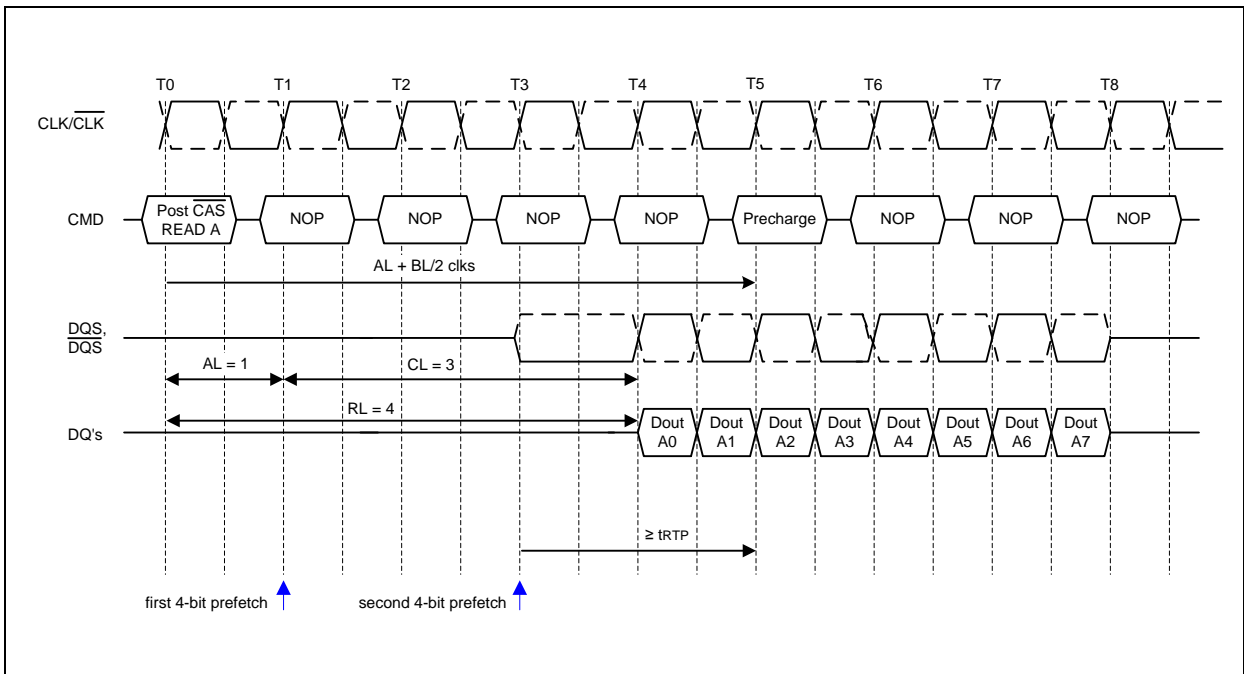 T0 T1 T2 T3 T4 T5 T6 T7 T8
CLK/CLK
CMD
Post CAS
READ A
NOP NOP NOP NOP Precharge NOP NOP NOP
AL + BL/2 clks
DQS,
DQS
AL = 1
CL = 3
RL = 4
DQ's
Dout Dout Dout Dout Dout Dout Dout Dout
A0 A1 A2 A3 A4 A5 A6 A7
≥ tRTP
first 4-bit prefetch
second 4-bit prefetch